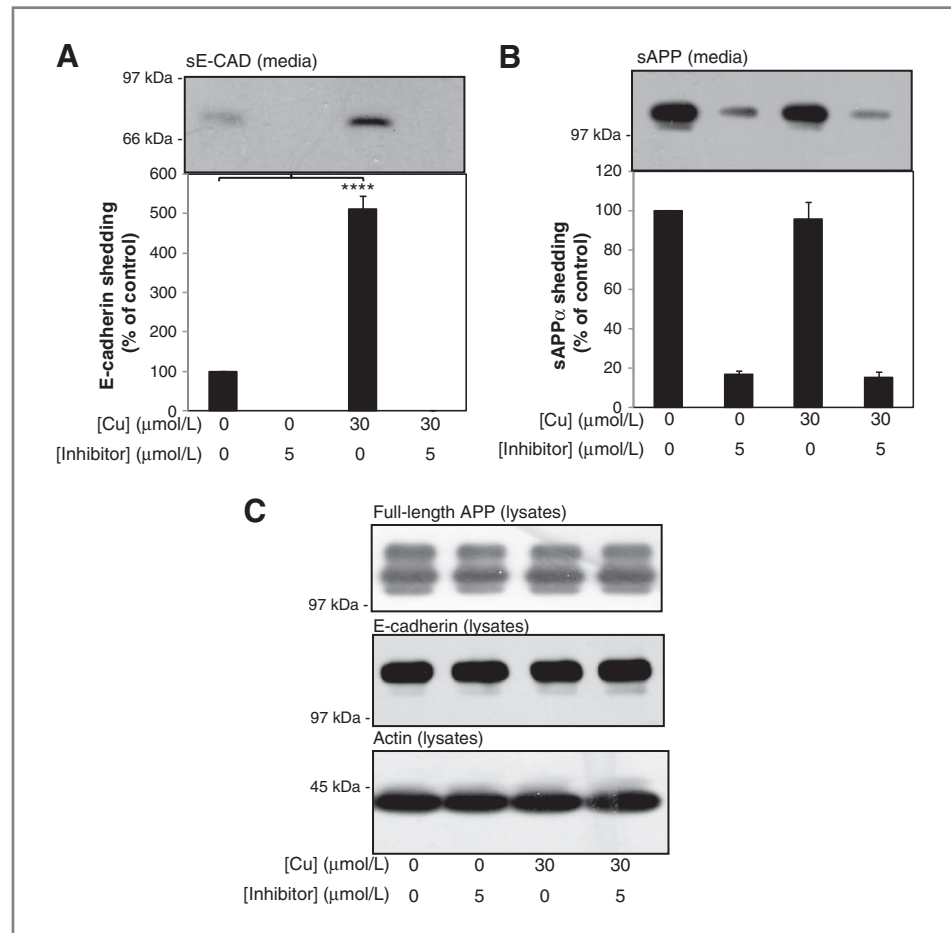 A
sE-CAD (media)
97 kDa -
66 kDa -
E-cadherin shedding
(% of control)
600
500
400
300
200
100
0
****
[Cu] (μmol/L) 0 0 30 30
[Inhibitor] (μmol/L) 0 5 0 5
B
sAPP (media)
97 kDa -
sAPPα shedding
(% of control)
120
100
80
60
40
20
0
[Cu] (μmol/L) 0 0 30 30
[Inhibitor] (μmol/L) 0 5 0 5
C
Full-length APP (lysates)
97 kDa -
E-cadherin (lysates)
97 kDa -
Actin (lysates)
45 kDa -
[Cu] (μmol/L) 0 0 30 30
[Inhibitor] (μmol/L) 0 5 0 5